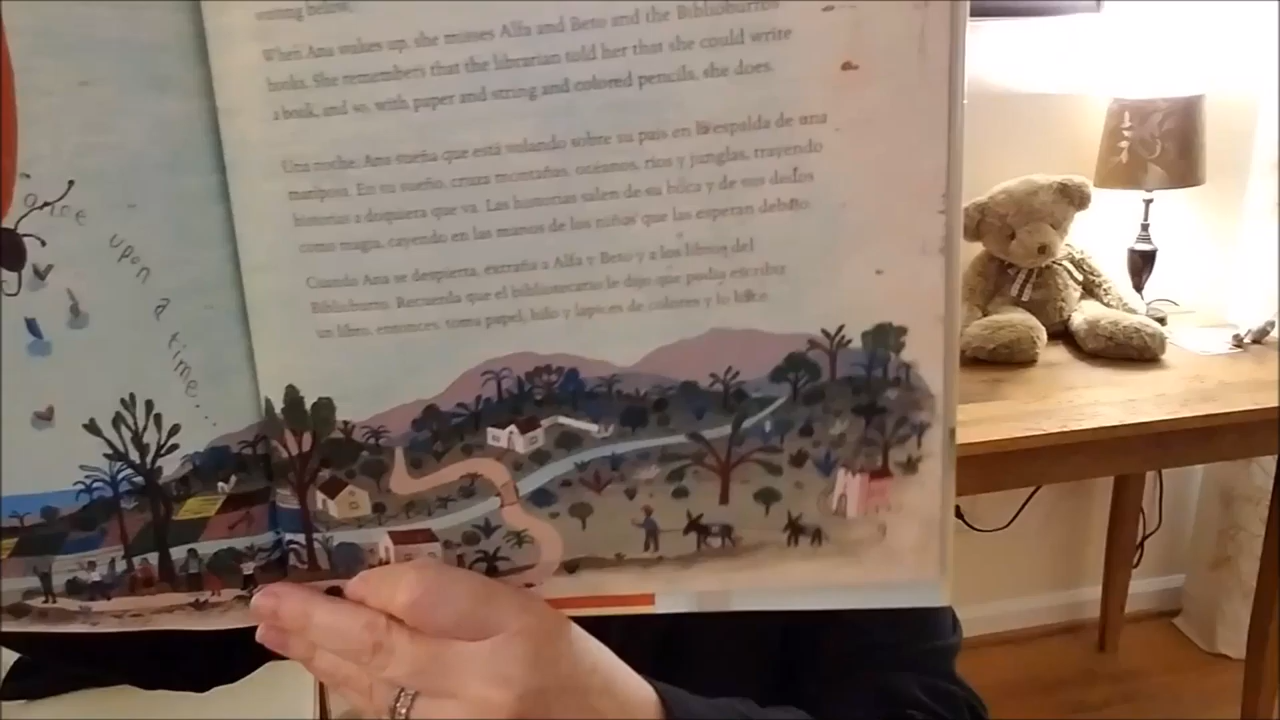 once
upon
a
time...
waiting below.
When Ana wakes up, she misses Alfa and Beto and the Biblioburro's
books. She remembers that the librarian told her that she could write
a book, and so, with paper and string and colored pencils, she does.
Una noche, Ana sueña que está volando sobre su país en la espalda de una
mariposa. En su sueño, cruza montañas, océanos, ríos y junglas, trayendo
historias a doquiera que va. Las historias salen de su boca y de sus dedos
como magia, cayendo en las manos de los niños que las esperan debajo.
Cuando Ana se despierta, extraña a Alfa y Beto y a los libros del
Biblioburro. Recuerda que el bibliotecario le dijo que podía escribir
un libro, entonces, toma papel, hilo y lápices de colores y lo hace.